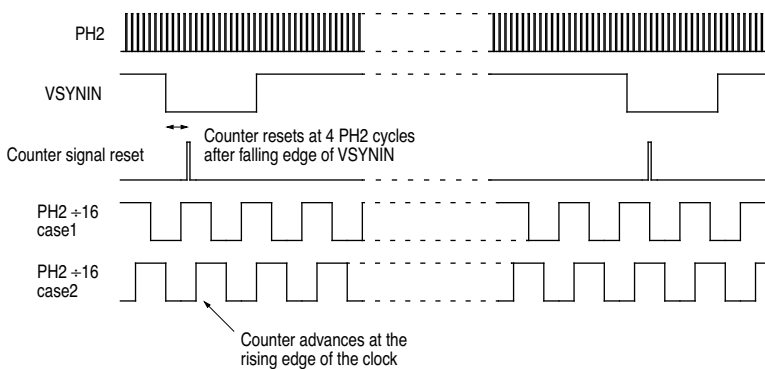 PH2
VSYNIN
Counter resets at 4 PH2 cycles
after falling edge of VSYNIN
Counter signal reset
PH2 ÷16
case1
PH2 ÷16
case2
Counter advances at the
rising edge of the clock